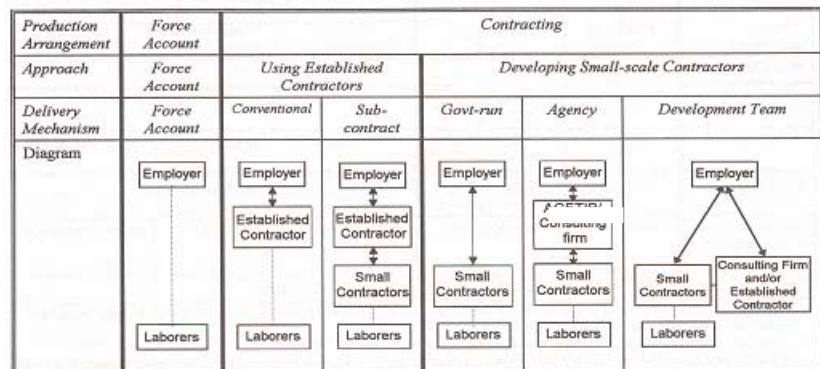 Production Arrangement
Force Account
Contracting
Approach
Force Account
Using Established Contractors
Developing Small-scale Contractors
Delivery Mechanism
Force Account
Conventional
Sub-contract
Govt-run
Agency
Development Team
Diagram
Employer
Laborers
Employer
Established
Contractor
Laborers
Employer
Established
Contractor
Small
Contractors
Laborers
Employer
Small
Contractors
Laborers
Employer
Consulting
firm
Small
Contractors
Laborers
Employer
Small
Contractors
Laborers
Consulting Firm
and/or
Established
Contractor